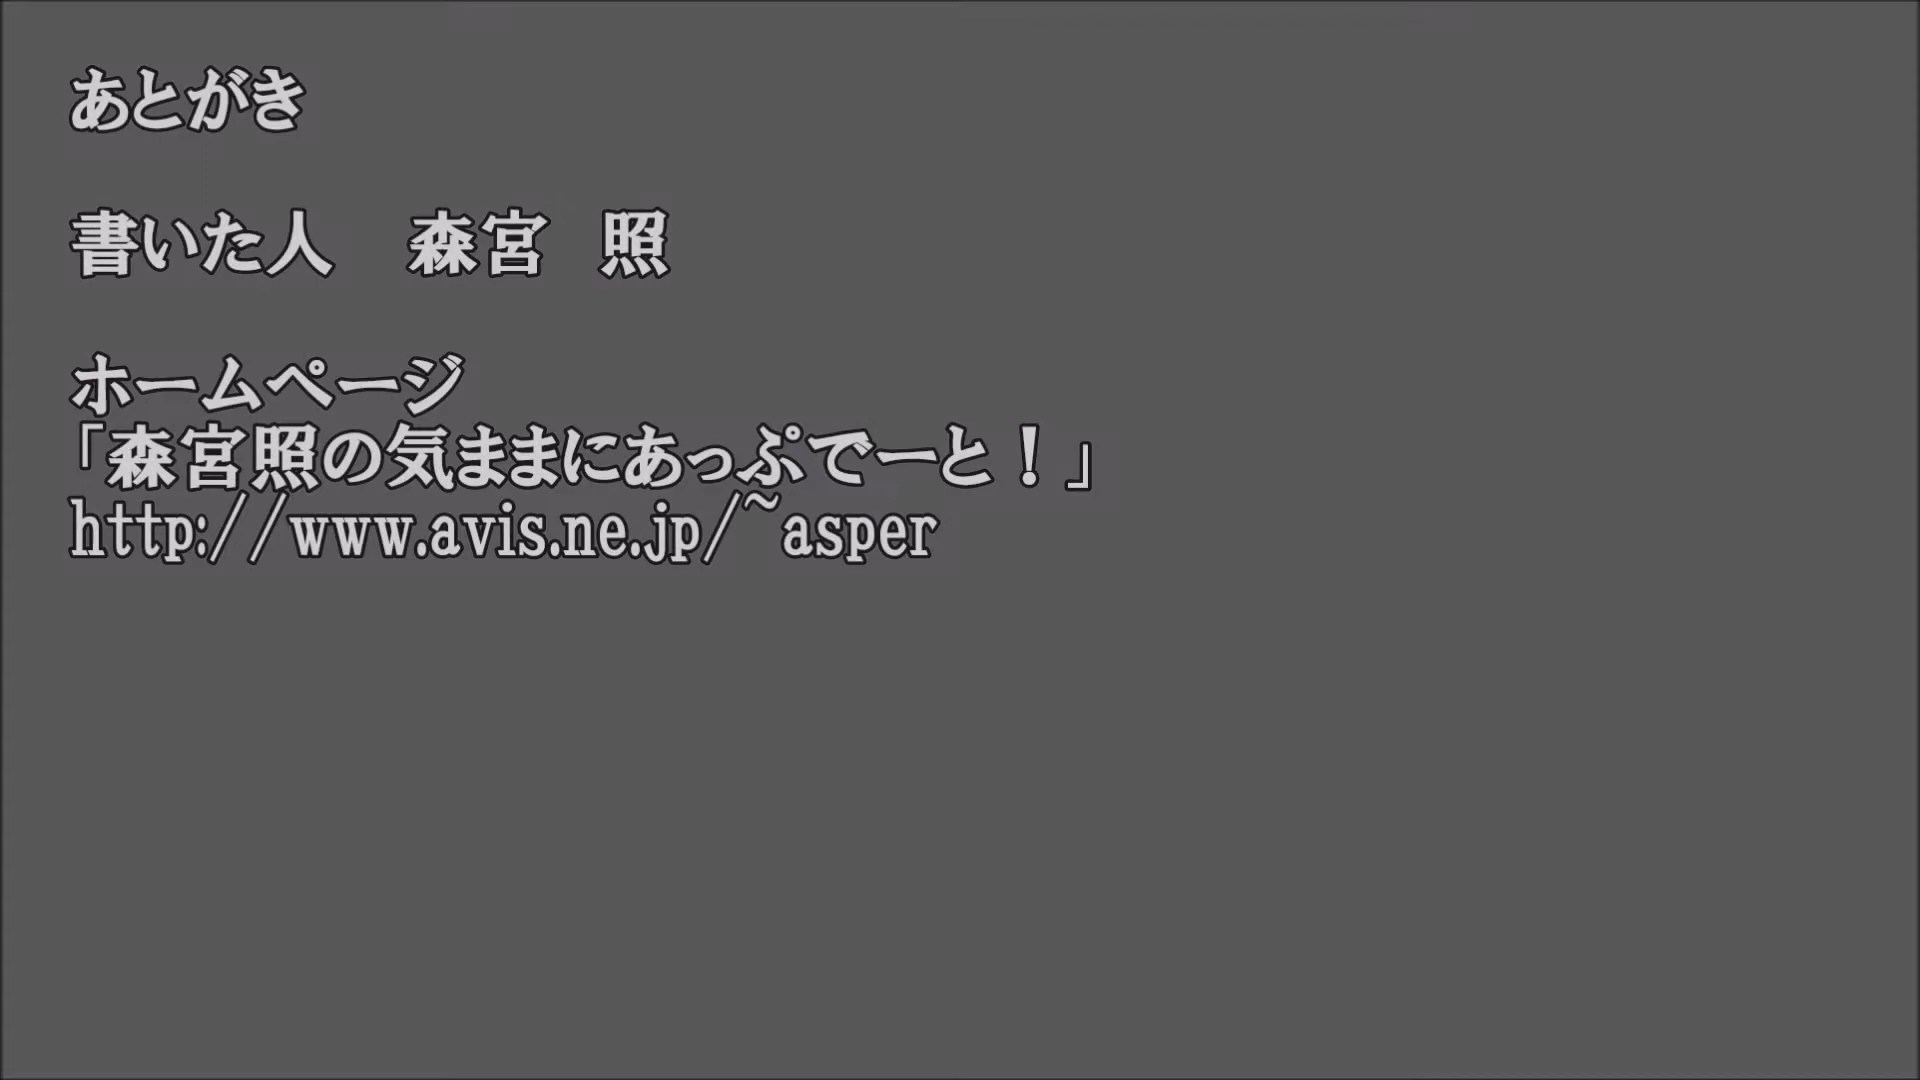 あとがき
書いた人　森宮　照
ホームページ
「森宮照の気ままにあっぷでーと！」
http://www.avis.ne.jp/~asper